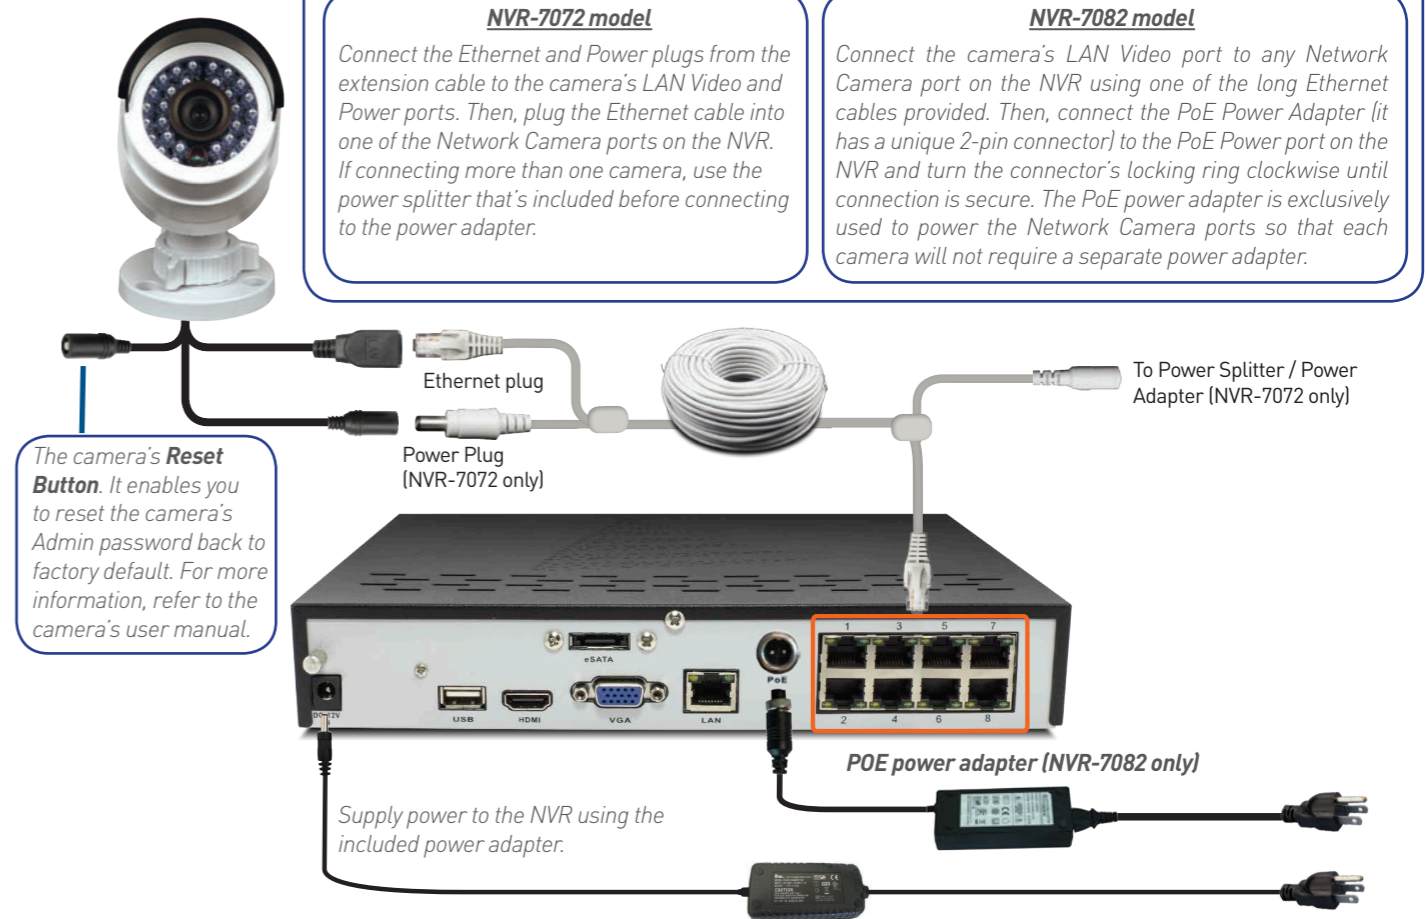 NVR-7072 model
Connect the Ethernet and Power plugs from the
extension cable to the camera's LAN Video and
Power ports. Then, plug the Ethernet cable into
one of the Network Camera ports on the NVR.
If connecting more than one camera, use the
power splitter that's included before connecting
to the power adapter.
NVR-7082 model
Connect the camera's LAN Video port to any Network
Camera port on the NVR using one of the long Ethernet
cables provided. Then, connect the PoE Power Adapter (it
has a unique 2-pin connector) to the PoE Power port on the
NVR and turn the connector's locking ring clockwise until
connection is secure. The PoE power adapter is exclusively
used to power the Network Camera ports so that each
camera will not require a separate power adapter.
LAN
Ethernet plug
To Power Splitter / Power
Adapter (NVR-7072 only)
Power Plug
(NVR-7072 only)
The camera's Reset
Button. It enables you
to reset the camera's
Admin password back to
factory default. For more
information, refer to the
camera's user manual.
1 3 5 7
eSATA
PoE
USB
HDMI
VGA
LAN
2 4 6 8
POE power adapter (NVR-7082 only)
Supply power to the NVR using the
included power adapter.
CAUTION